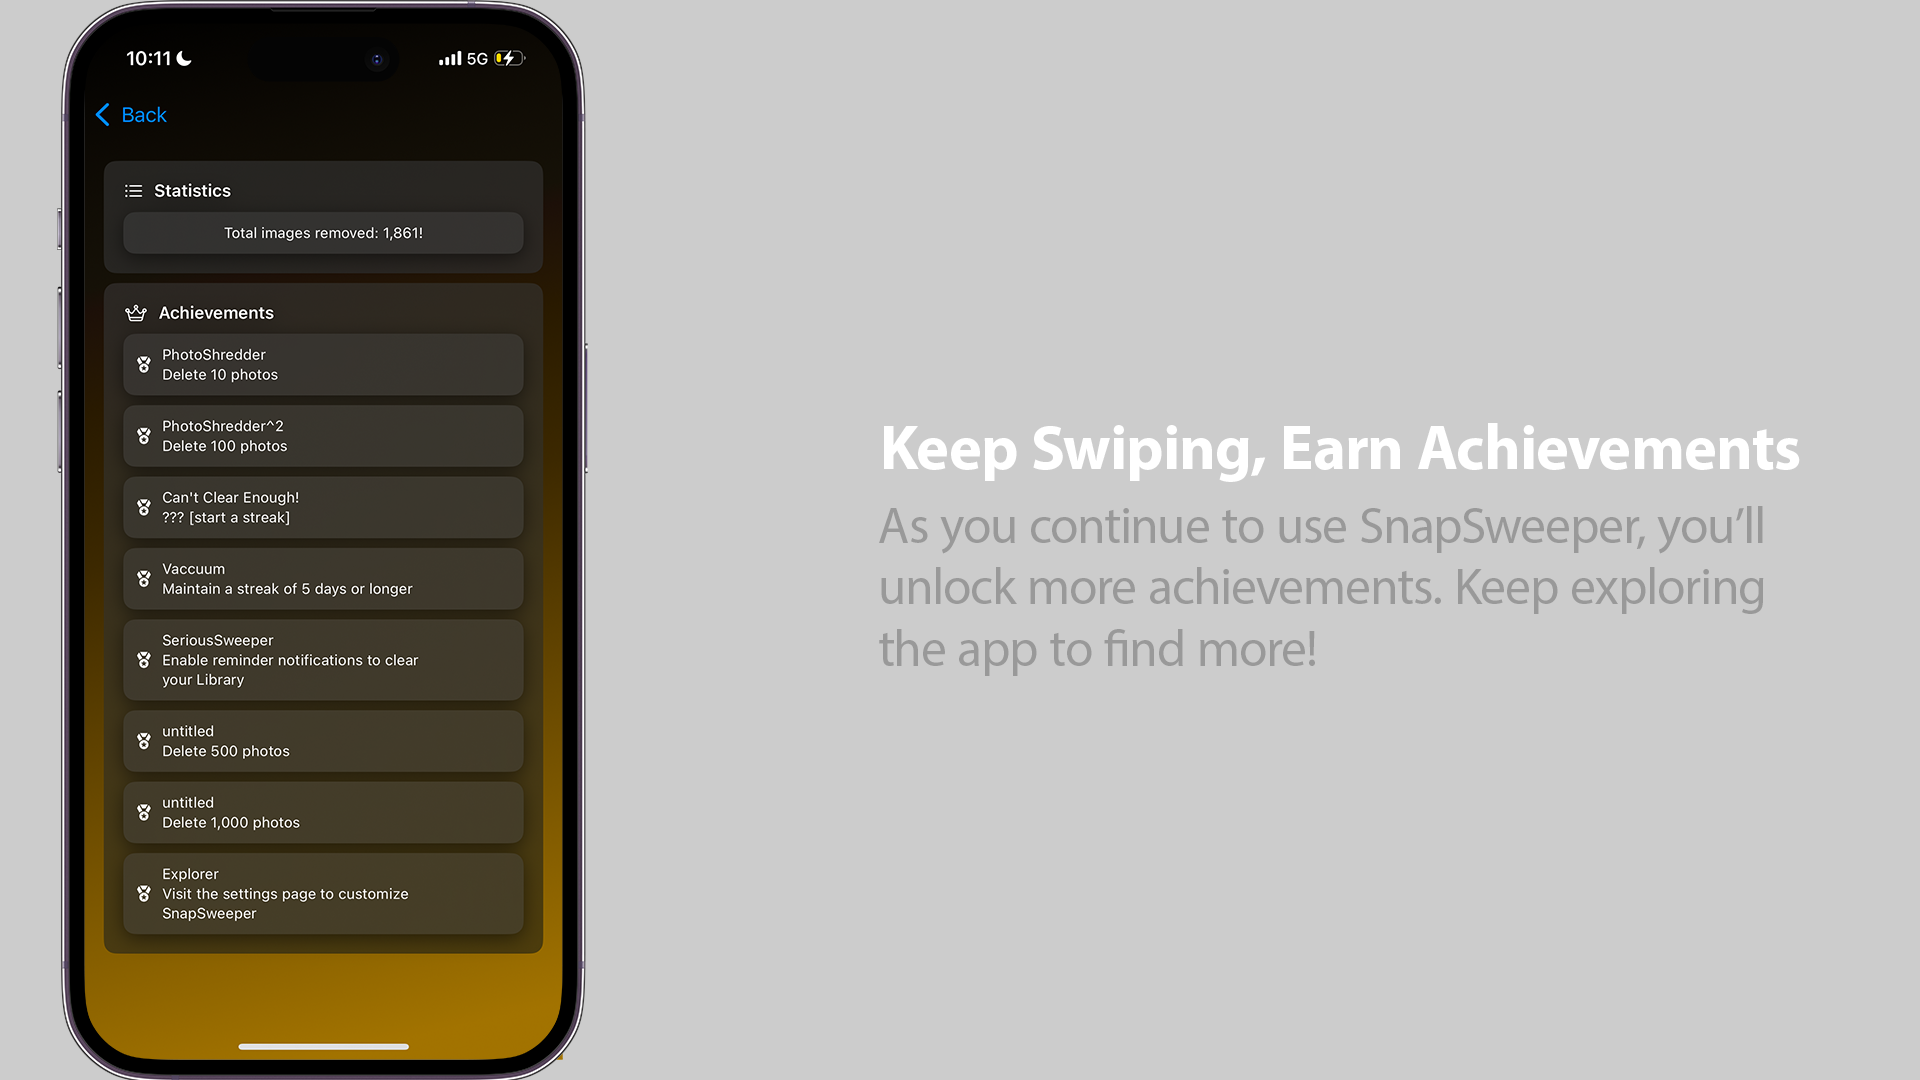 10:11
5G
Back
Statistics
Total images removed: 1,861!
Achievements
PhotoShredder
Delete 10 photos
PhotoShredder^2
Delete 100 photos
Can't Clear Enough!
??? [start a streak]
Vaccuum
Maintain a streak of 5 days or longer
SeriousSweeper
Enable reminder notifications to clear
your Library
untitled
Delete 500 photos
untitled
Delete 1,000 photos
Explorer
Visit the settings page to customize
SnapSweeper
Keep Swiping, Earn Achievements
As you continue to use SnapSweeper, you’ll
unlock more achievements. Keep exploring
the app to find more!